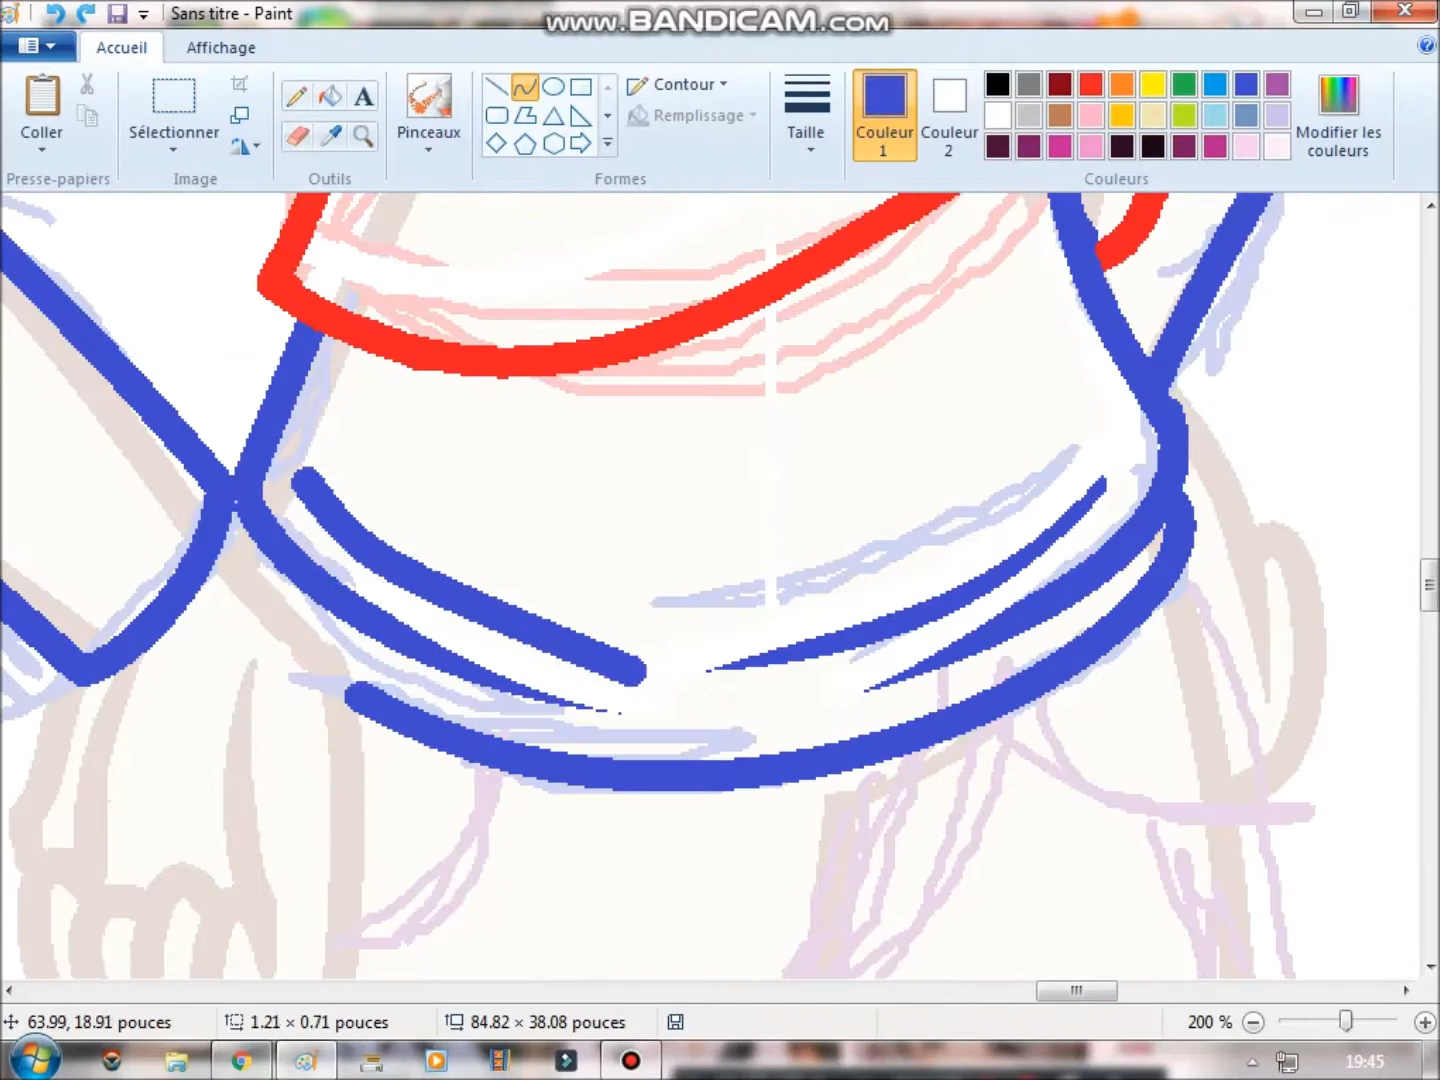 Sans titre - Paint
www.BANDICAM.com
Accueil
Affichage
Coller
Sélectionner
Pinceaux
Contour
Remplissage
Taille
Couleur 1
Couleur 2
Modifier les couleurs
Presse-papiers
Image
Outils
Formes
Couleurs
63.99, 18.91 pouces
1.21 × 0.71 pouces
84.82 × 38.08 pouces
200 %
19:45